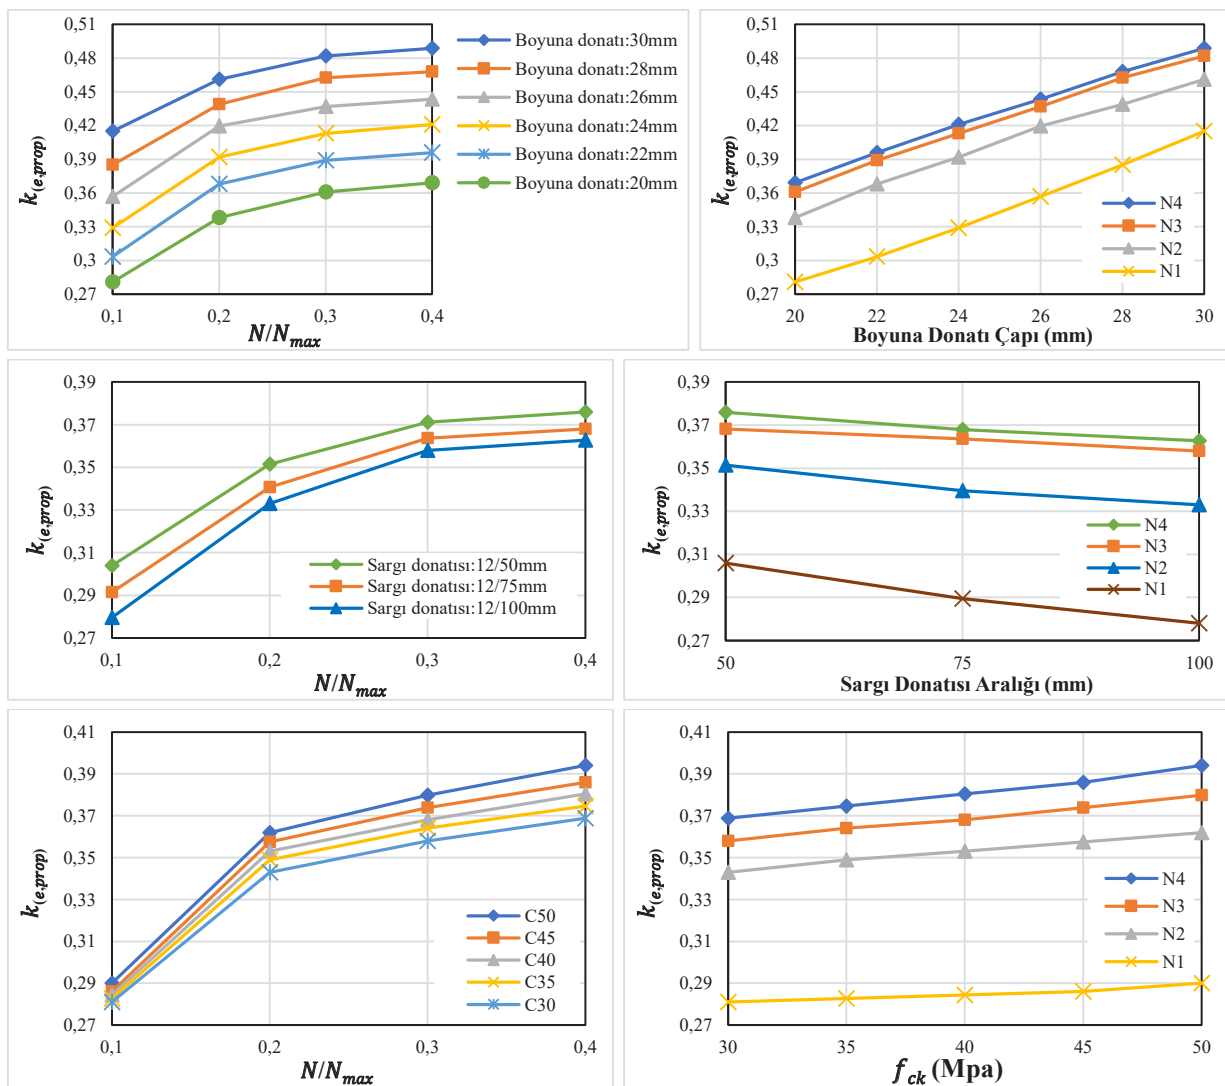 0,51
0,48
0,45
0,42
0,39
0,36
0,33
0,3
0,27
k(e,prop)
0,1 0,2 0,3 0,4
N/Nmax
Boyuna donatı:30mm
Boyuna donatı:28mm
Boyuna donatı:26mm
Boyuna donatı:24mm
Boyuna donatı:22mm
Boyuna donatı:20mm
0,51
0,48
0,45
0,42
0,39
0,36
0,33
0,3
0,27
k(e,prop)
N4
N3
N2
N1
20 22 24 26 28 30
Boyuna Donatı Çapı (mm)
0,39
0,37
0,35
0,33
0,31
0,29
0,27
k(e,prop)
Sargı donatısı:12/50mm
Sargı donatısı:12/75mm
Sargı donatısı:12/100mm
0,1 0,2 0,3 0,4
N/Nmax
0,39
0,37
0,35
0,33
0,31
0,29
0,27
k(e,prop)
N4
N3
N2
N1
50 75 100
Sargı Donatısı Aralığı (mm)
0,41
0,39
0,37
0,35
0,33
0,31
0,29
0,27
k(e,prop)
C50
C45
C40
C35
C30
0,1 0,2 0,3 0,4
N/Nmax
0,41
0,39
0,37
0,35
0,33
0,31
0,29
0,27
k(e,prop)
N4
N3
N2
N1
30 35 40 45 50
fck (Mpa)